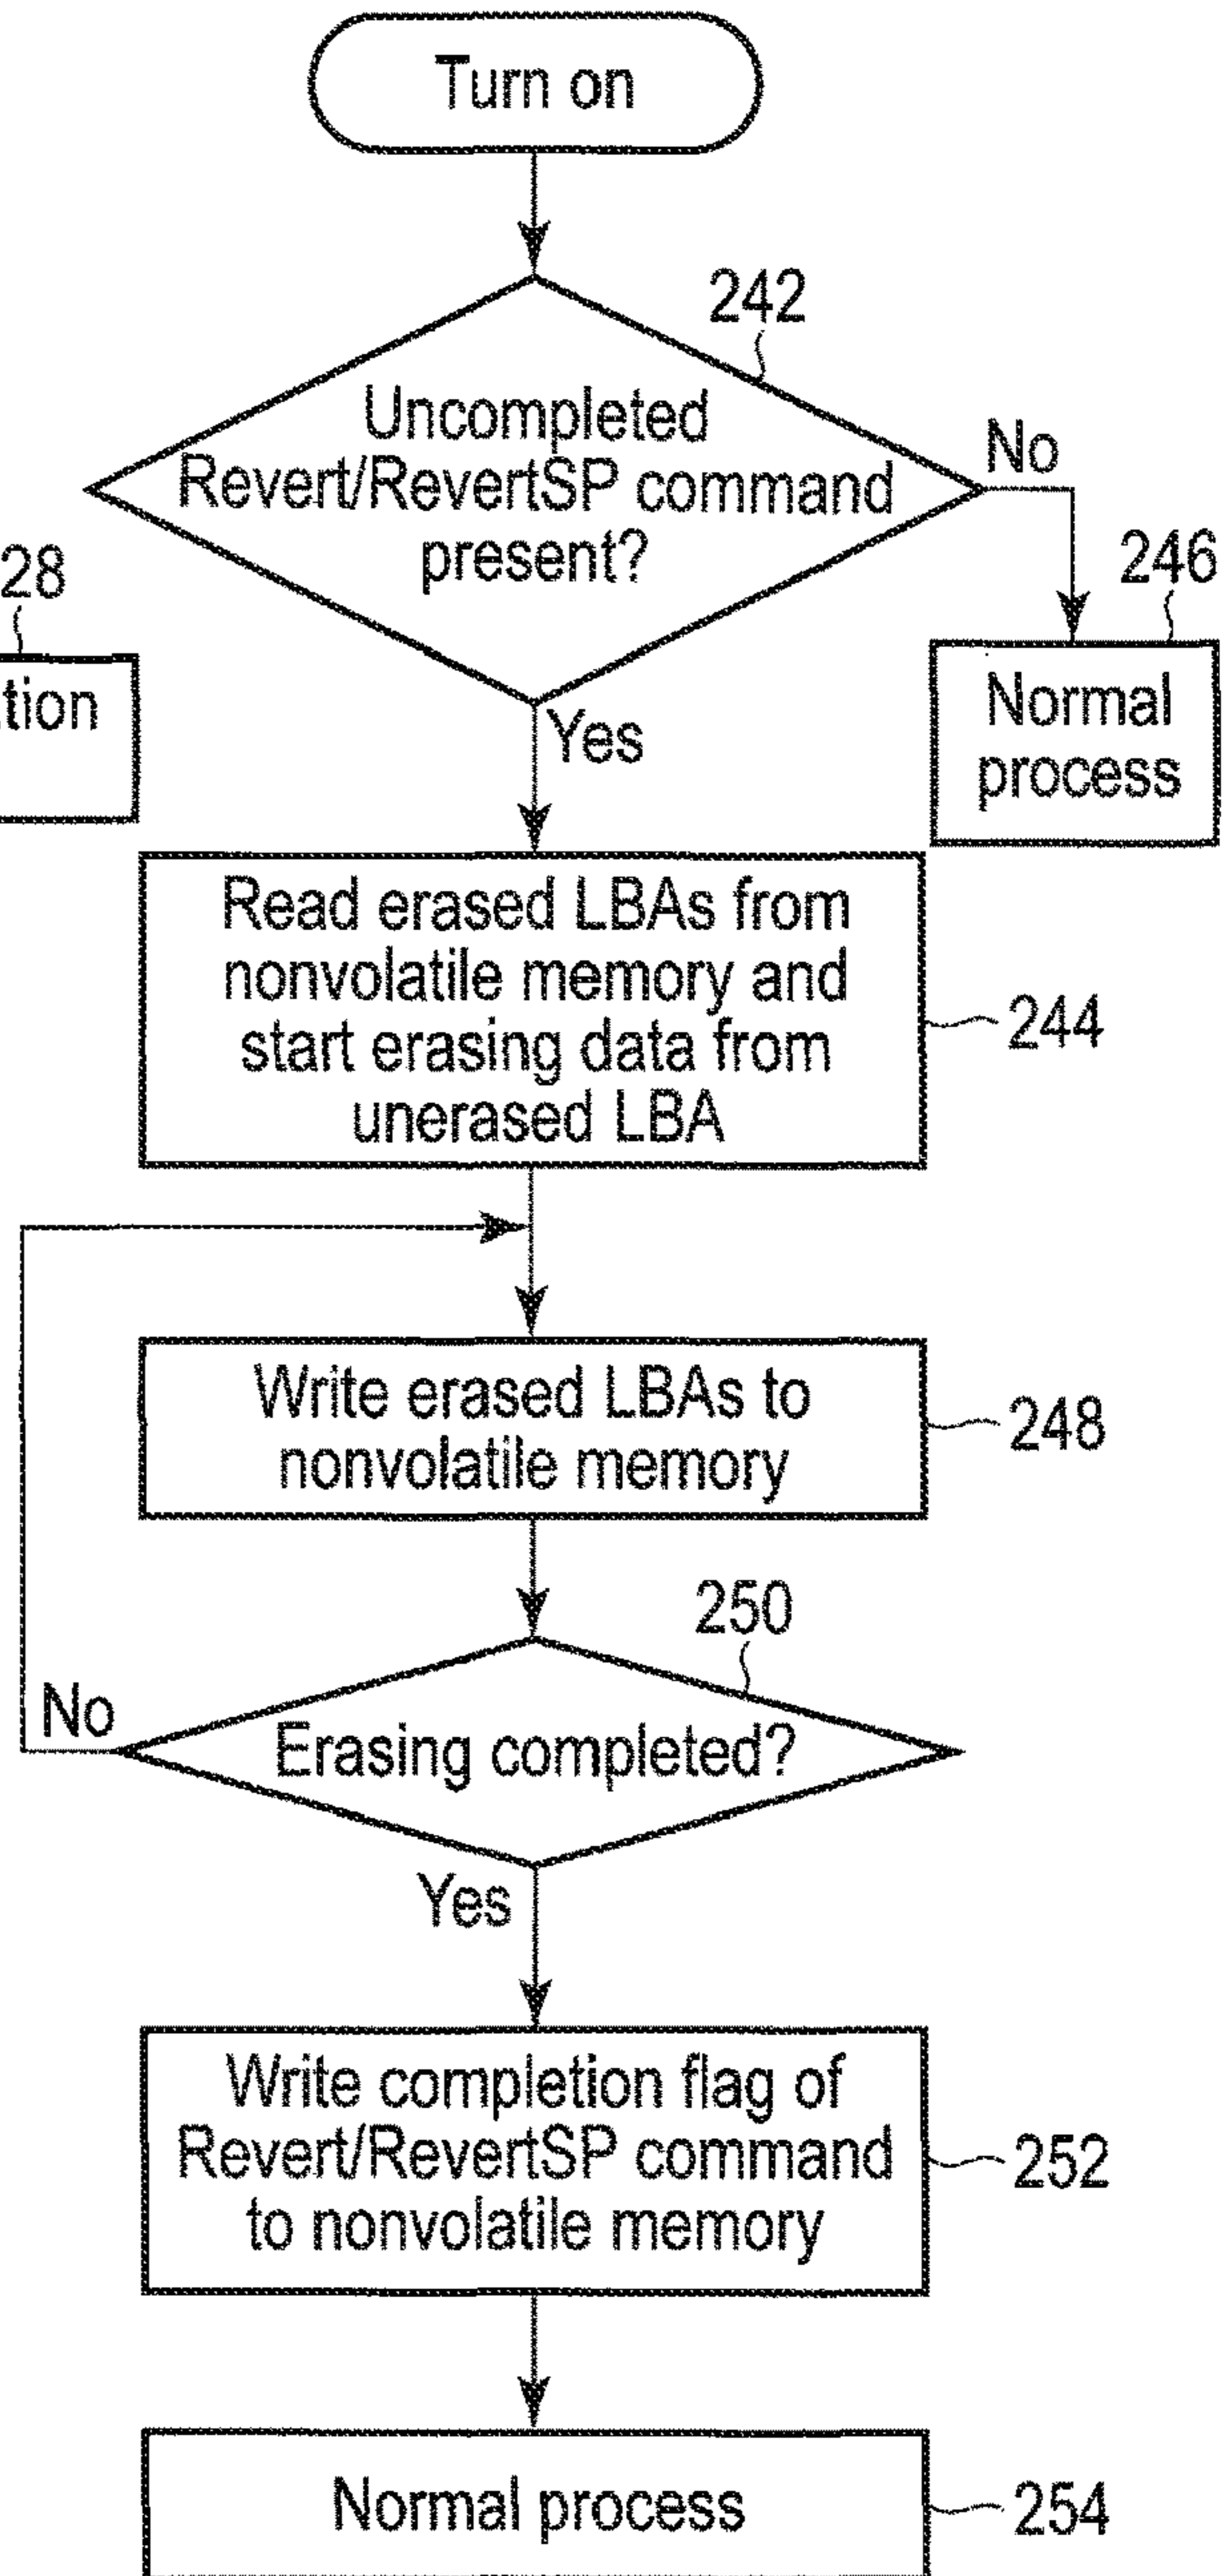 Turn on
242
Uncompleted
Revert/RevertSP command
present?
No
246
Normal
process
28
Yes
Read erased LBAs from
nonvolatile memory and
start erasing data from
unerased LBA
244
Write erased LBAs to
nonvolatile memory
248
250
Erasing completed?
No
Yes
Write completion flag of
Revert/RevertSP command
to nonvolatile memory
252
Normal process
254